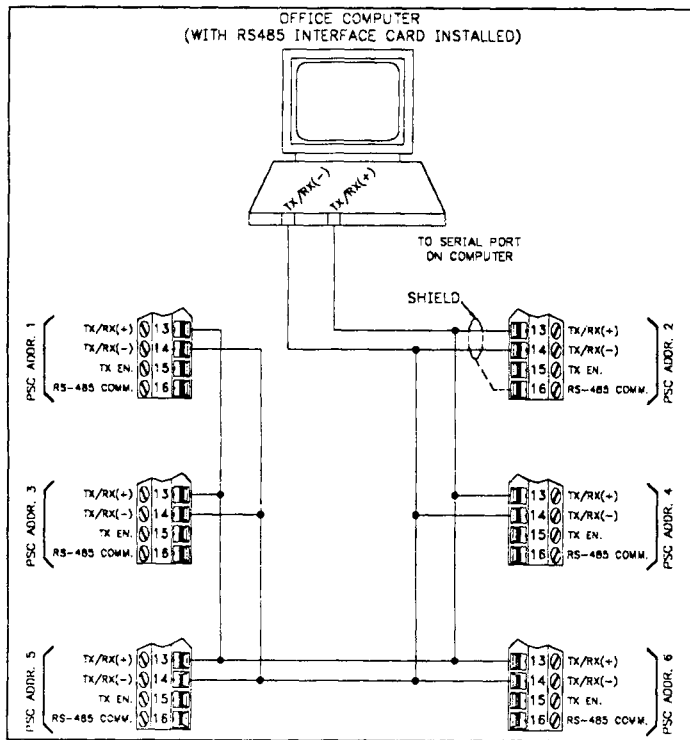 OFFICE COMPUTER
(WITH RS485 INTERFACE CARD INSTALLED)
TX/RX(-)
TX/RX(+)
TO SERIAL PORT
ON COMPUTER
SHIELD
PSC ADDR. 1
TX/RX(+) 13
TX/RX(-) 14
TX EN. 15
RS-485 COMM. 16
13 TX/RX(+)
14 TX/RX(-)
15 TX EN.
16 RS-485 COMM.
PSC ADDR. 2
PSC ADDR. 3
TX/RX(+) 13
TX/RX(-) 14
TX EN. 15
RS-485 COMM. 16
13 TX/RX(+)
14 TX/RX(-)
15 TX EN.
16 RS-485 COMM.
PSC ADDR. 4
PSC ADDR. 5
TX/RX(+) 13
TX/RX(-) 14
TX EN. 15
RS-485 COMM. 16
13 TX/RX(+)
14 TX/RX(-)
15 TX EN.
16 RS-485 COMM.
PSC ADDR. 6